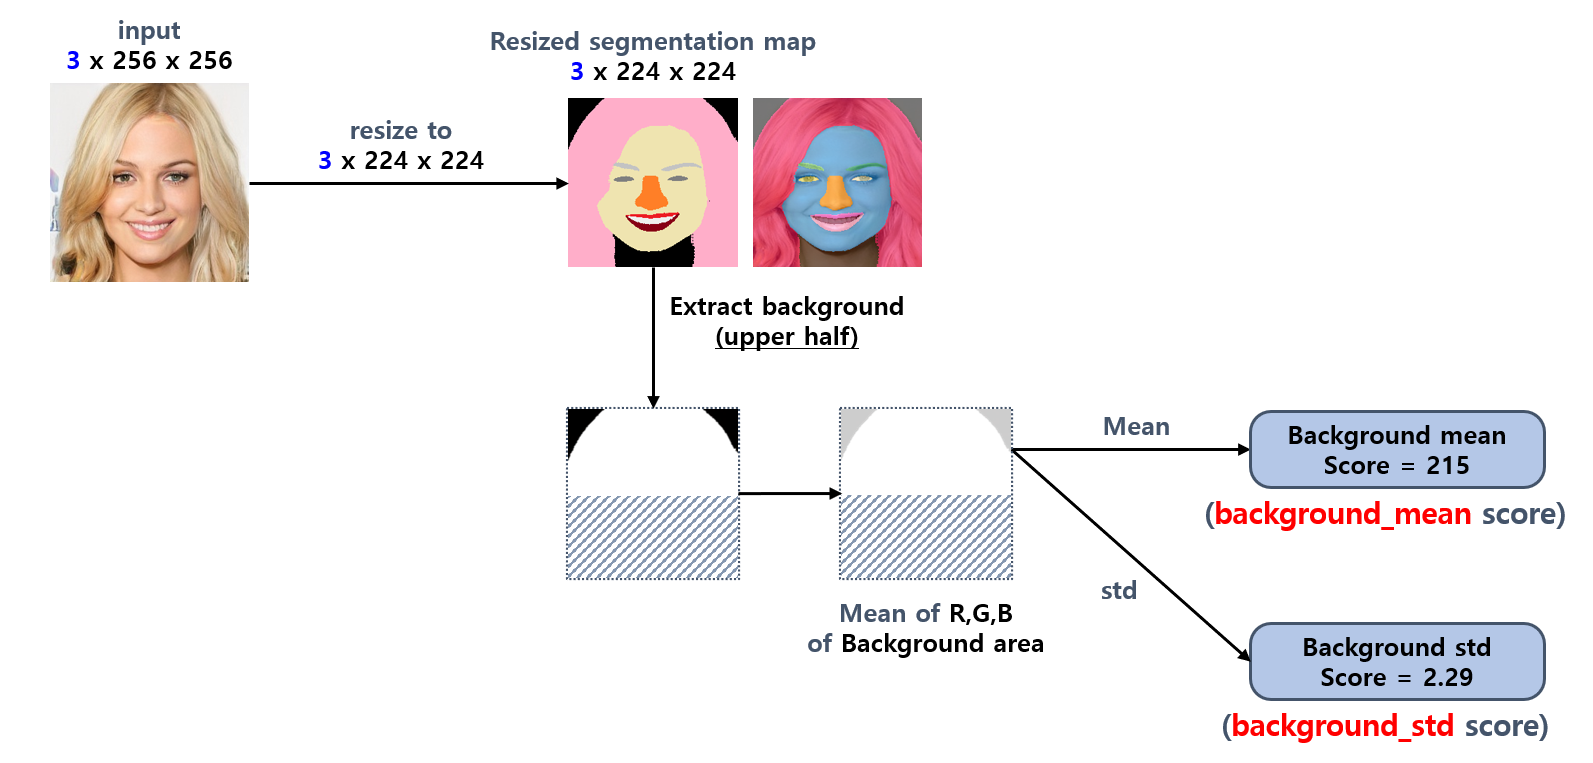 input
3 x 256 x 256
Resized segmentation map
3 x 224 x 224
resize to
3 x 224 x 224
Extract background
(upper half)
Mean
Background mean
Score = 215
(background_mean score)
std
Mean of R,G,B
of Background area
Background std
Score = 2.29
(background_std score)